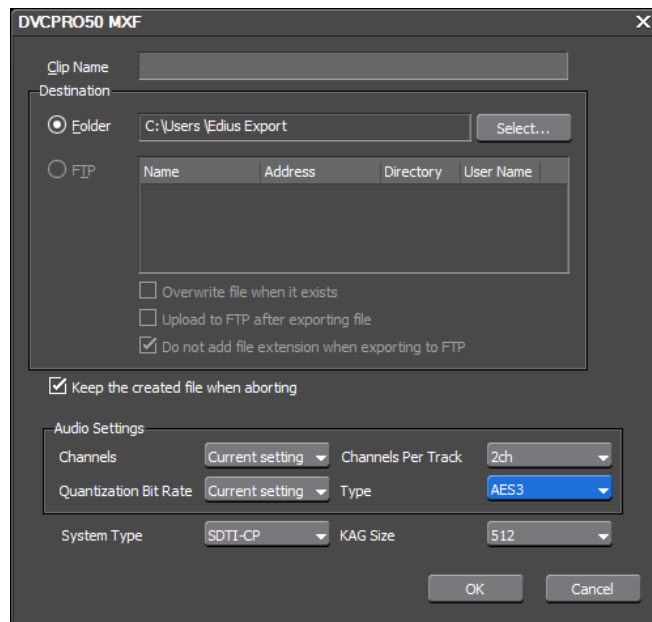 DVCPRO50 MXF
Clip Name
Destination
Folder C:\Users \Edius Export Select...
FTP Name Address Directory User Name
Overwrite file when it exists
Upload to FTP after exporting file
Do not add file extension when exporting to FTP
Keep the created file when aborting
Audio Settings
Channels Current setting Channels Per Track 2ch
Quantization Bit Rate Current setting Type AES3
System Type SDTI-CP KAG Size 512
OK Cancel